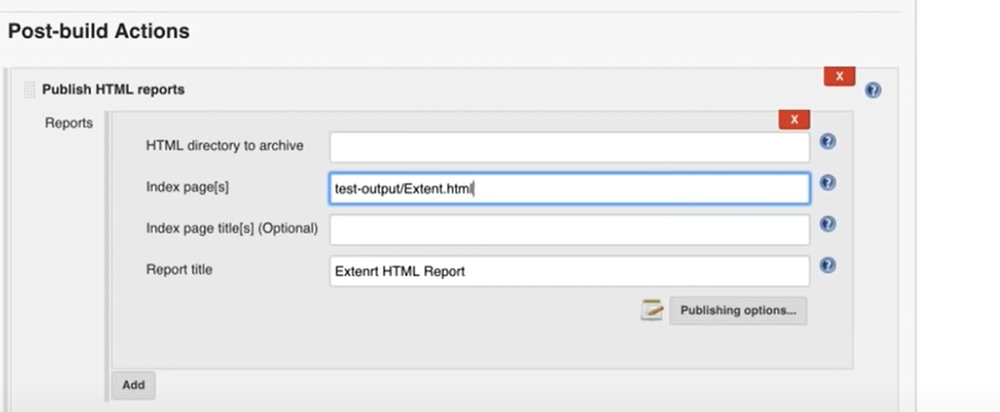 Post-build Actions
X
Publish HTML reports
Reports
X
HTML directory to archive
Index page[s]
test-output/Extent.html
Index page title[s] (Optional)
Report title
Extenrt HTML Report
Publishing options...
Add